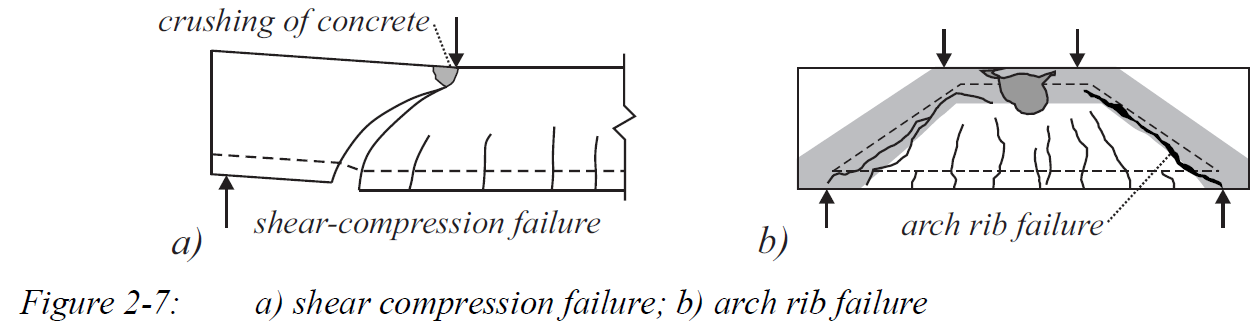 crushing of concrete
shear-compression failure
a)
arch rib failure
b)
Figure 2-7: a) shear compression failure; b) arch rib failure